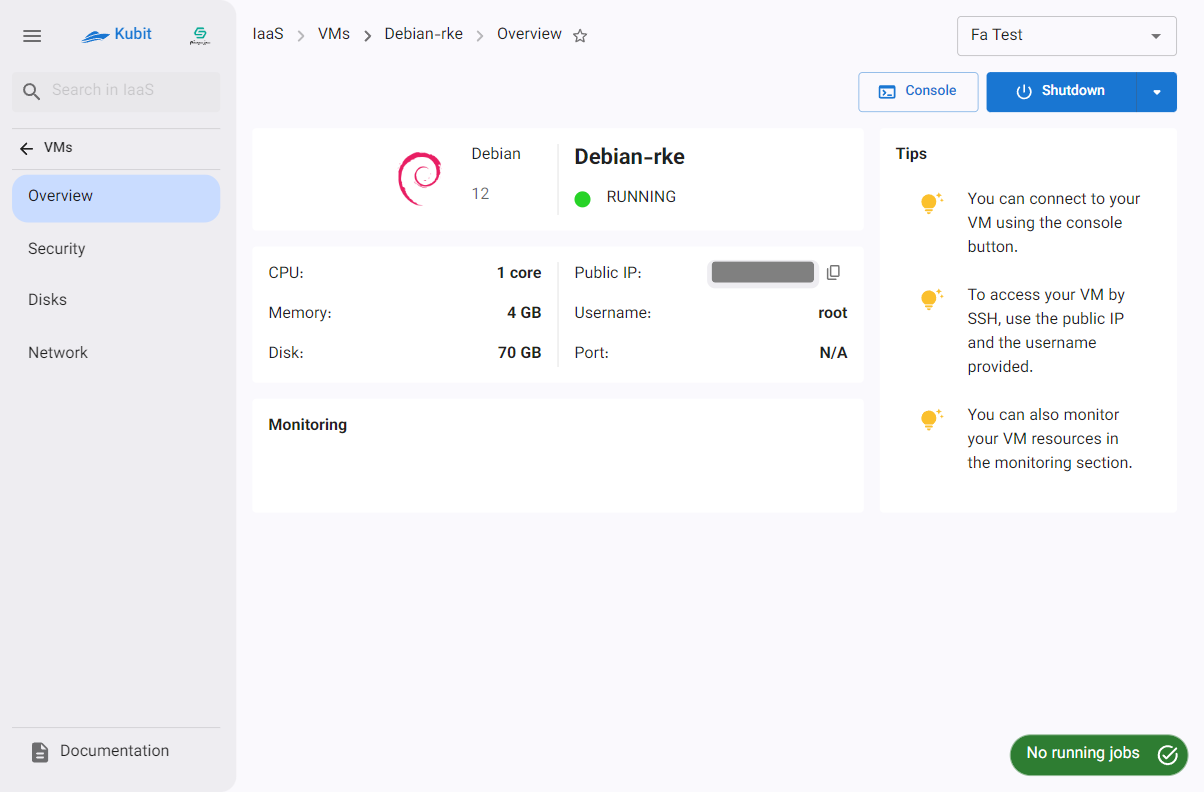 Kubit
Search in IaaS
VMs
Overview
Security
Disks
Network
Documentation
IaaS
VMs
Debian-rke
Overview
Fa Test
Console
Shutdown
Debian
12
Debian-rke
RUNNING
CPU:
1 core
Memory:
4 GB
Disk:
70 GB
Public IP:
Username:
root
Port:
N/A
Monitoring
Tips
You can connect to your
VM using the console
button.
To access your VM by
SSH, use the public IP
and the username
provided.
You can also monitor
your VM resources in
the monitoring section.
No running jobs